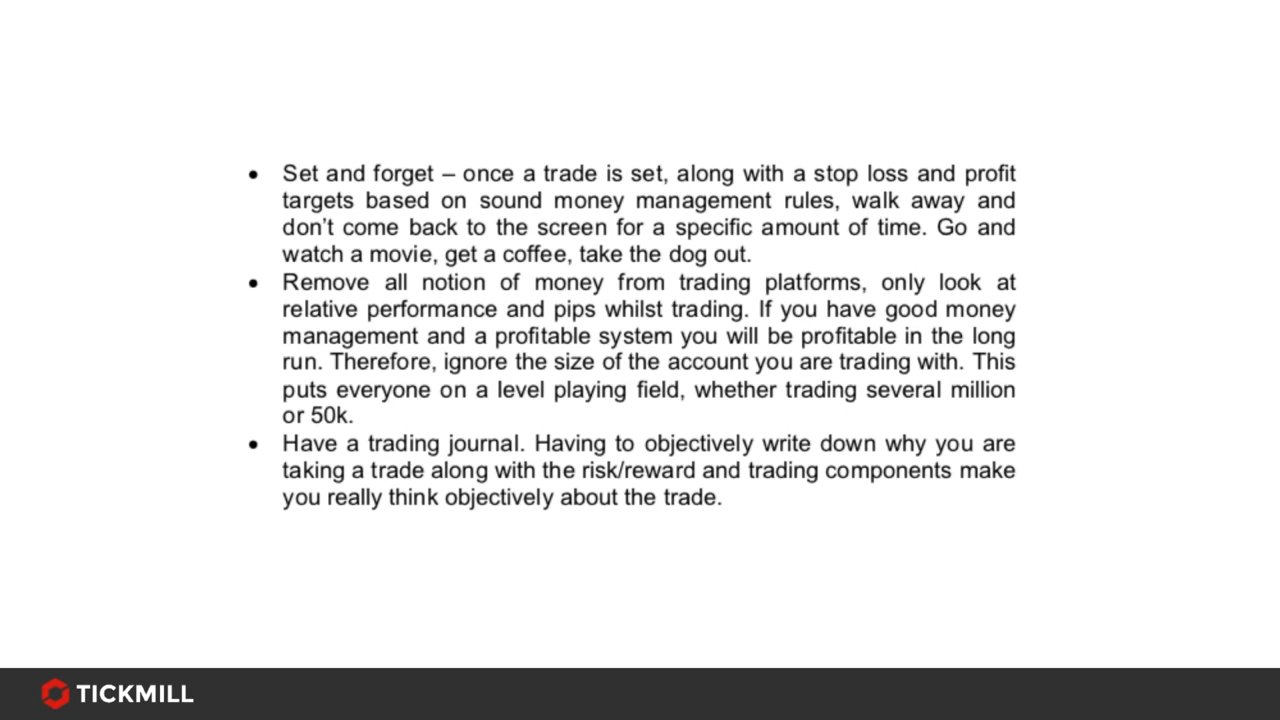 • Set and forget – once a trade is set, along with a stop loss and profit
targets based on sound money management rules, walk away and
don't come back to the screen for a specific amount of time. Go and
watch a movie, get a coffee, take the dog out.
• Remove all notion of money from trading platforms, only look at
relative performance and pips whilst trading. If you have good money
management and a profitable system you will be profitable in the long
run. Therefore, ignore the size of the account you are trading with. This
puts everyone on a level playing field, whether trading several million
or 50k.
• Have a trading journal. Having to objectively write down why you are
taking a trade along with the risk/reward and trading components make
you really think objectively about the trade.
TICKMILL